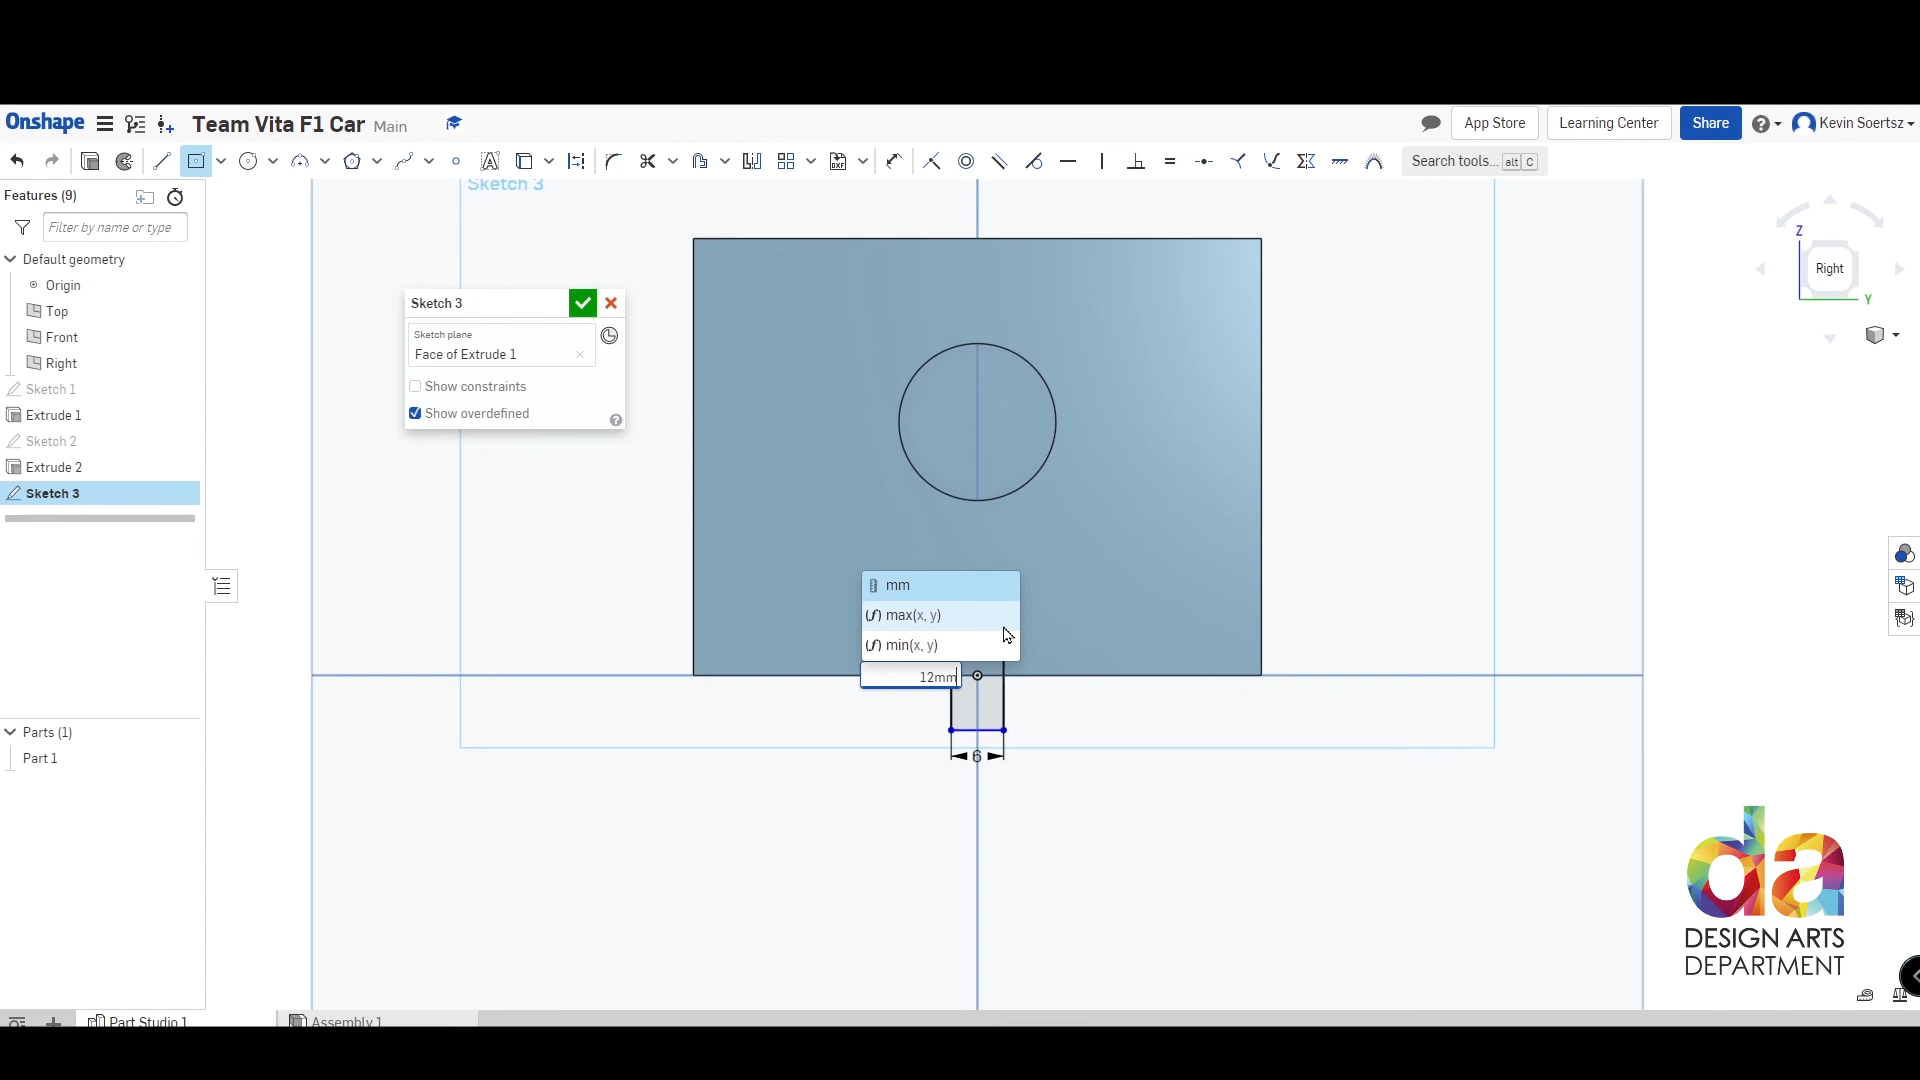 Onshape
Team Vita F1 Car Main
App Store
Learning Center
Share
Kevin Soertsz
Search tools... alt C
Features (9)
Filter by name or type
Default geometry
Origin
Top
Front
Right
Sketch 1
Extrude 1
Sketch 2
Extrude 2
Sketch 3
Parts (1)
Part 1
Sketch 3
Sketch 3
Sketch plane
Face of Extrude 1
Show constraints
Show overdefined
mm
(f) max(x, y)
(f) min(x, y)
12mm
6
Z
Right
Y
da
DESIGN ARTS
DEPARTMENT
Part Studio 1
Assembly 1